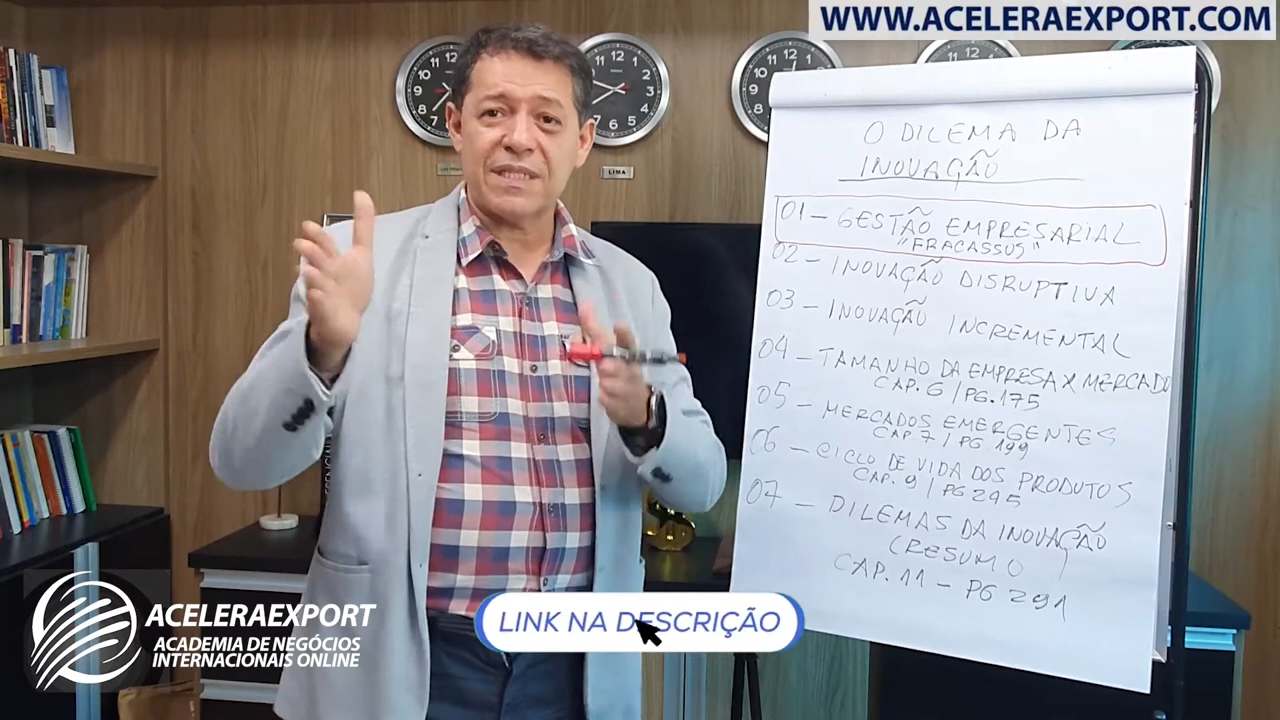 WWW.ACELERAEXPORT.COM
O DILEMA DA
INOVAÇÃO
01 - GESTÃO EMPRESARIAL
"FRACASSOS"
02 - INOVAÇÃO DISRUPTIVA
03 - INOVAÇÃO INCREMENTAL
04 - TAMANHO DA EMPRESA X MERCADO
CAP. 6 / PG. 175
05 - MERCADOS EMERGENTES
CAP 7 / PG 199
06 - CICLO DE VIDA DOS PRODUTOS
CAP. 9 / PG 245
07 - DILEMAS DA INOVAÇÃO
(RESUMO
CAP. 11 - PG 291
LIMA
LINK NA DESCRIÇÃO
ACELERAEXPORT
ACADEMIA DE NEGÓCIOS
INTERNACIONAIS ONLINE